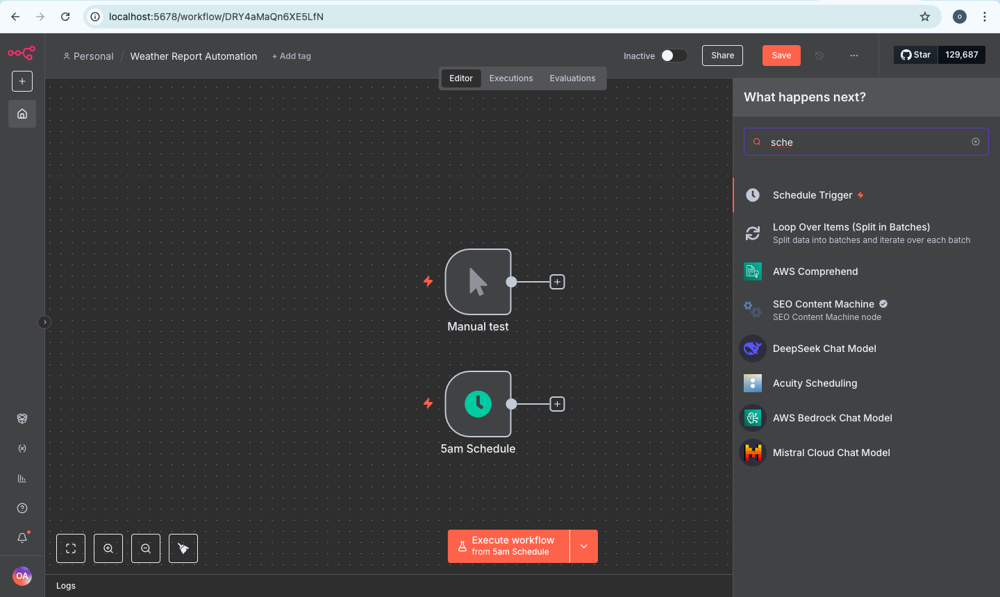 localhost:5678/workflow/DRY4aMaQn6XE5LfN
o
Personal / Weather Report Automation + Add tag
Inactive
Share
Save
Star 129,687
Editor Executions Evaluations
What happens next?
sche
Schedule Trigger
Loop Over Items (Split in Batches)
Split data into batches and iterate over each batch
AWS Comprehend
SEO Content Machine
SEO Content Machine node
DeepSeek Chat Model
Acuity Scheduling
AWS Bedrock Chat Model
Mistral Cloud Chat Model
Manual test
5am Schedule
Execute workflow
from 5am Schedule
OA
Logs